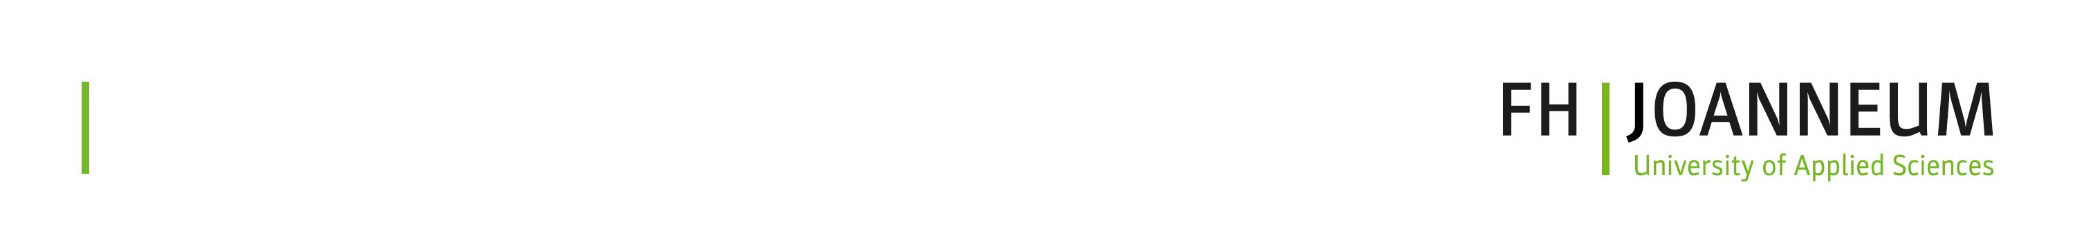 FH JOANNEUM
University of Applied Sciences